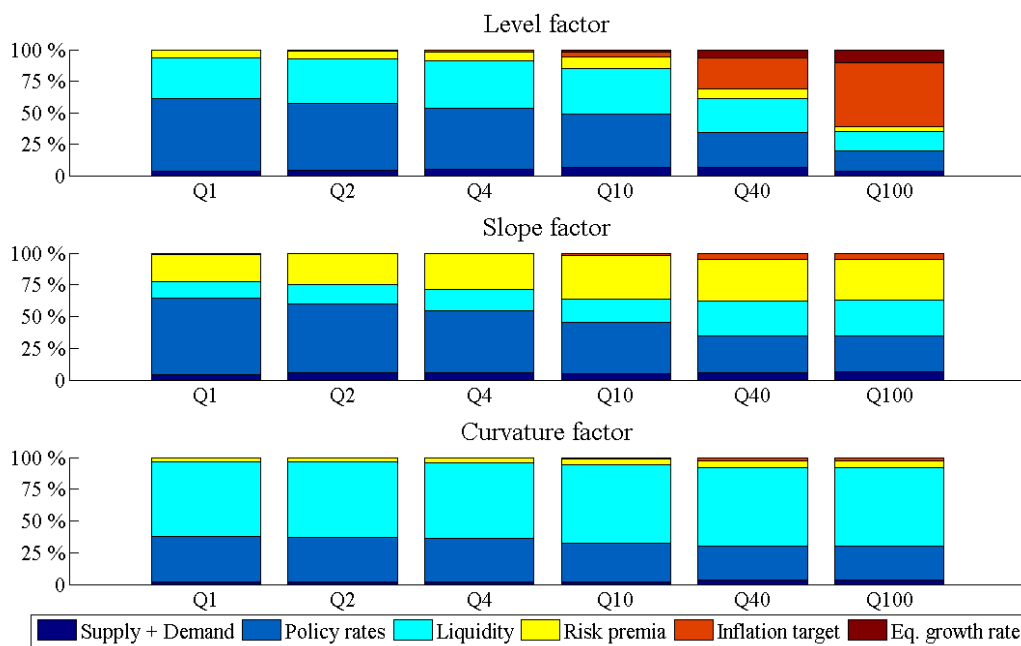 Level factor
100 %
75 %
50 %
25 %
0
Q1 Q2 Q4 Q10 Q40 Q100
Slope factor
100 %
75 %
50 %
25 %
0
Q1 Q2 Q4 Q10 Q40 Q100
Curvature factor
100 %
75 %
50 %
25 %
0
Q1 Q2 Q4 Q10 Q40 Q100
Supply + Demand Policy rates Liquidity Risk premia Inflation target Eq. growth rate